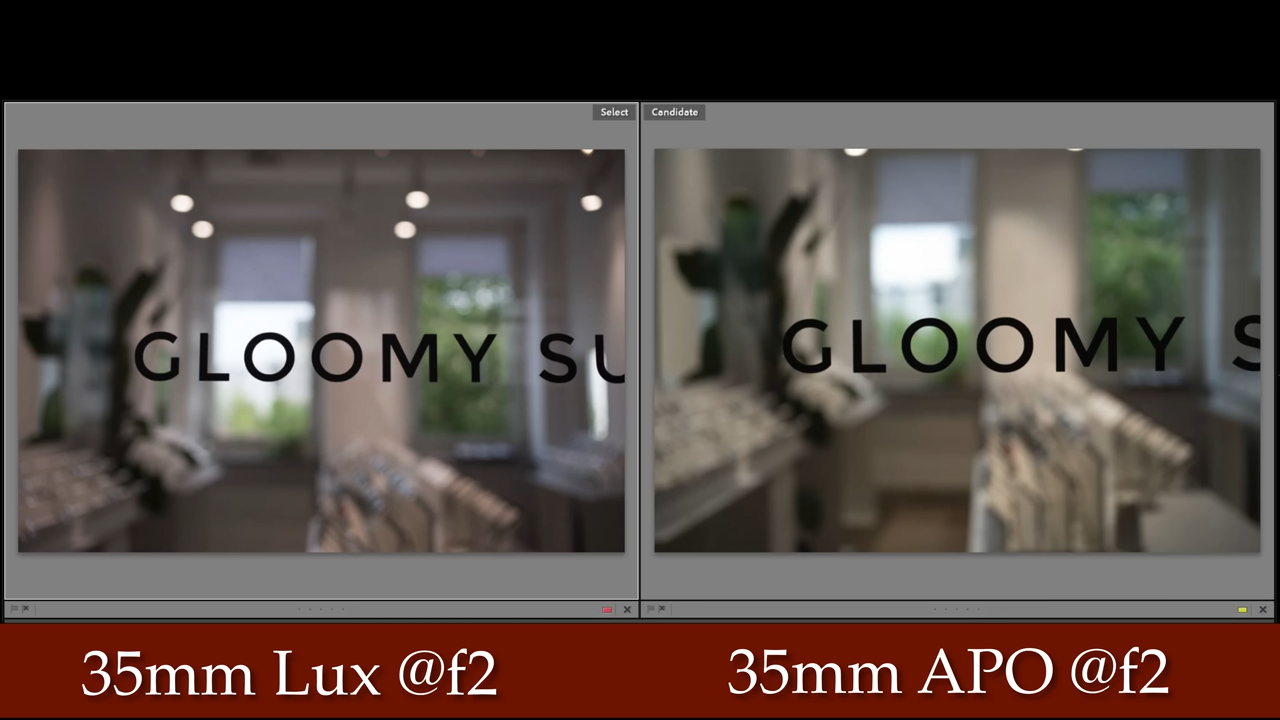 Select
Candidate
GLOOMY SU
GLOOMY S
35mm Lux @f2
35mm APO @f2